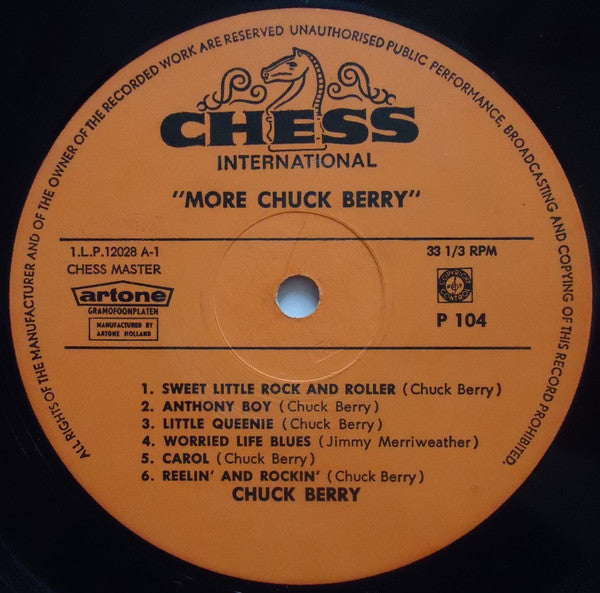 ALL RIGHTS OF THE MANUFACTURER AND OF THE OWNER OF THE RECORDED WORK ARE RESERVED UNAUTHORISED PUBLIC PERFORMANCE, BROADCASTING AND COPYING OF THIS RECORD PROHIBITED.
CHESS
INTERNATIONAL
"MORE CHUCK BERRY"
1.L.P.12028 A-1
CHESS MASTER
33 1/3 RPM
artone
GRAMOFOONPLATEN
MANUFACTURED BY
ARTONE HOLLAND
COPYRIGHT
CONTROL
P 104
1. SWEET LITTLE ROCK AND ROLLER (Chuck Berry)
2. ANTHONY BOY (Chuck Berry)
3. LITTLE QUEENIE (Chuck Berry)
4. WORRIED LIFE BLUES (Jimmy Merriweather)
5. CAROL (Chuck Berry)
6. REELIN' AND ROCKIN' (Chuck Berry)
CHUCK BERRY